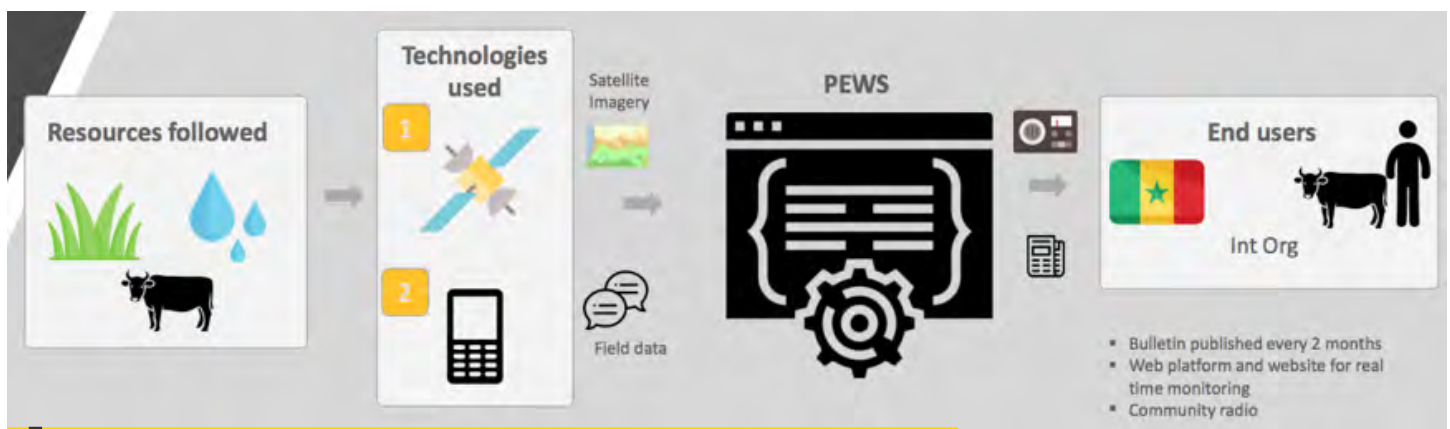 Resources followed
Technologies
used
1
2
Satellite
Imagery
Field data
PEWS
End users
Int Org
▪ Bulletin published every 2 months
▪ Web platform and website for real
time monitoring
▪ Community radio